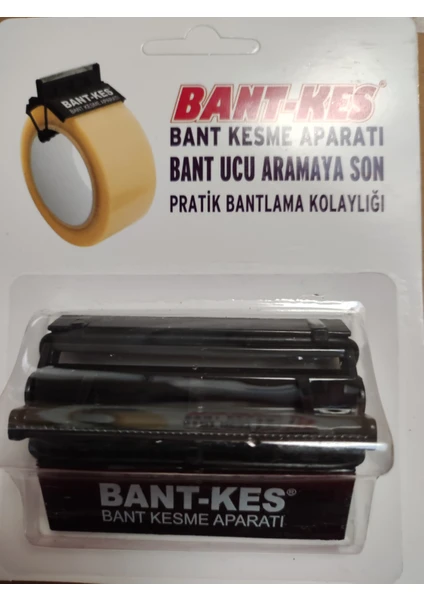 BANT-KES
BANT KESME APARATI
BANT-KES®
BANT KESME APARATI
BANT UCU ARAMAYA SON
PRATİK BANTLAMA KOLAYLIĞI
BANT-KES®
BANT KESME APARATI